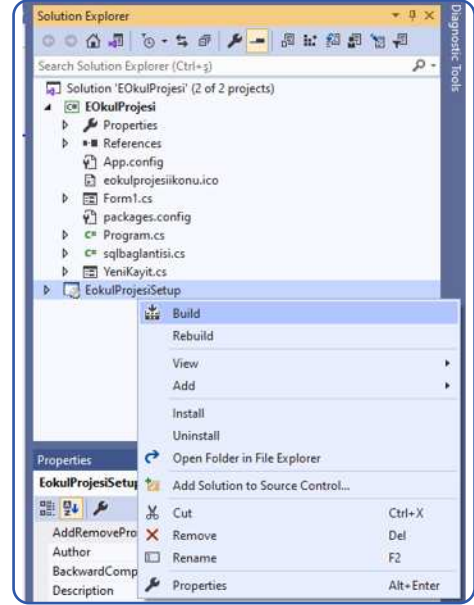 Solution Explorer
Search Solution Explorer (Ctrl+ş)
Solution 'EOkulProjesi' (2 of 2 projects)
EOkulProjesi
Properties
References
App.config
eokulprojesiikonu.ico
Form1.cs
packages.config
Program.cs
sqlbaglantisi.cs
YeniKayit.cs
EokulProjesiSetup
Build
Rebuild
View
Add
Install
Uninstall
Open Folder in File Explorer
Add Solution to Source Control...
Cut Ctrl+X
Remove Del
Rename F2
Properties Alt+Enter
Properties
EokulProjesiSetup
AddRemovePro
Author
BackwardComp
Description
Diagnostic Tools